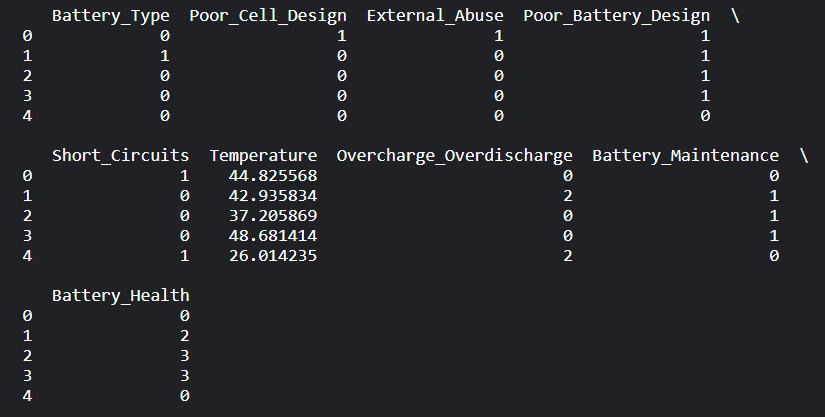 Battery_Type  Poor_Cell_Design  External_Abuse  Poor_Battery_Design  \
0             0                 1               1                    1
1             1                 0               0                    1
2             0                 0               0                    1
3             0                 0               0                    1
4             0                 0               0                    0
   Short_Circuits  Temperature  Overcharge_Overdischarge  Battery_Maintenance  \
0               1    44.825568                         0                    0
1               0    42.935834                         2                    1
2               0    37.205869                         0                    1
3               0    48.681414                         0                    1
4               1    26.014235                         2                    0
   Battery_Health
0               0
1               2
2               3
3               3
4               0